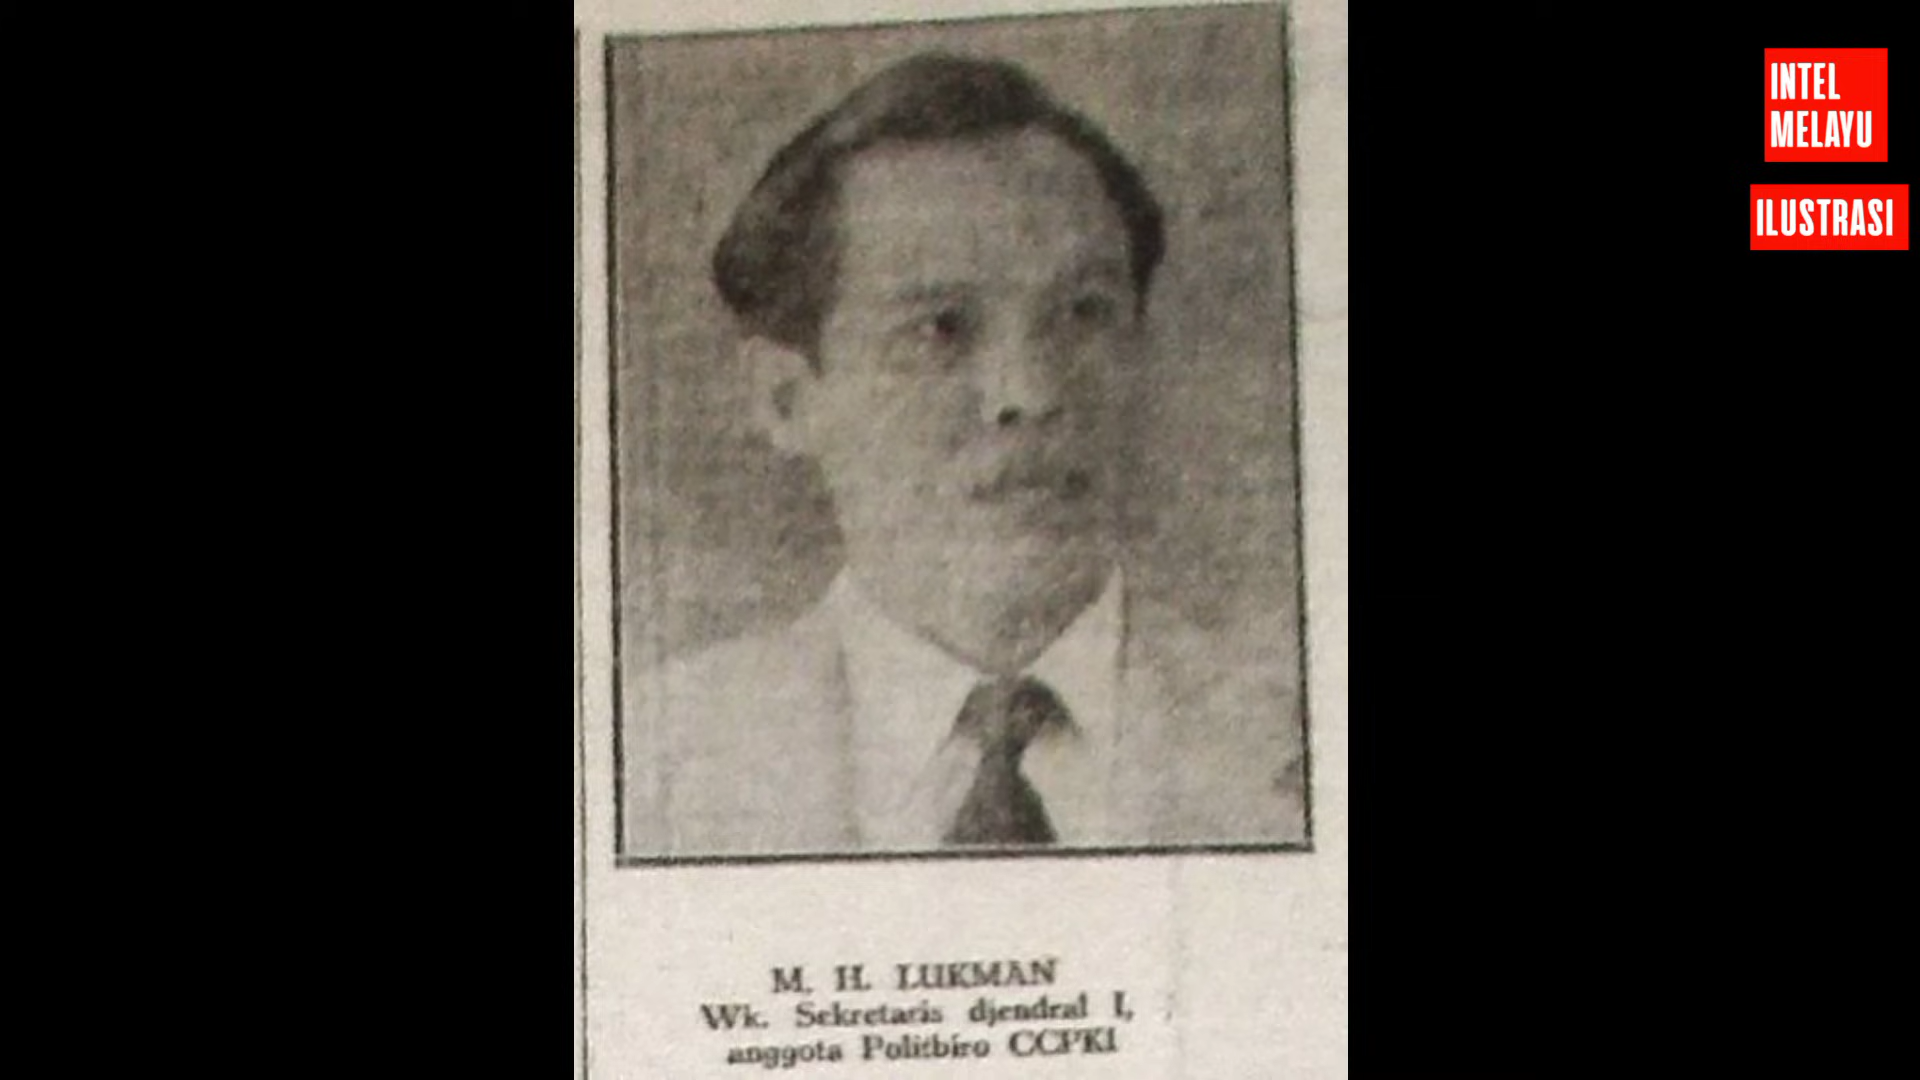 INTEL
MELAYU
ILUSTRASI
M. H. LUKMAN
Wk. Sekretaris djendral I,
anggota Politbiro CCPKI